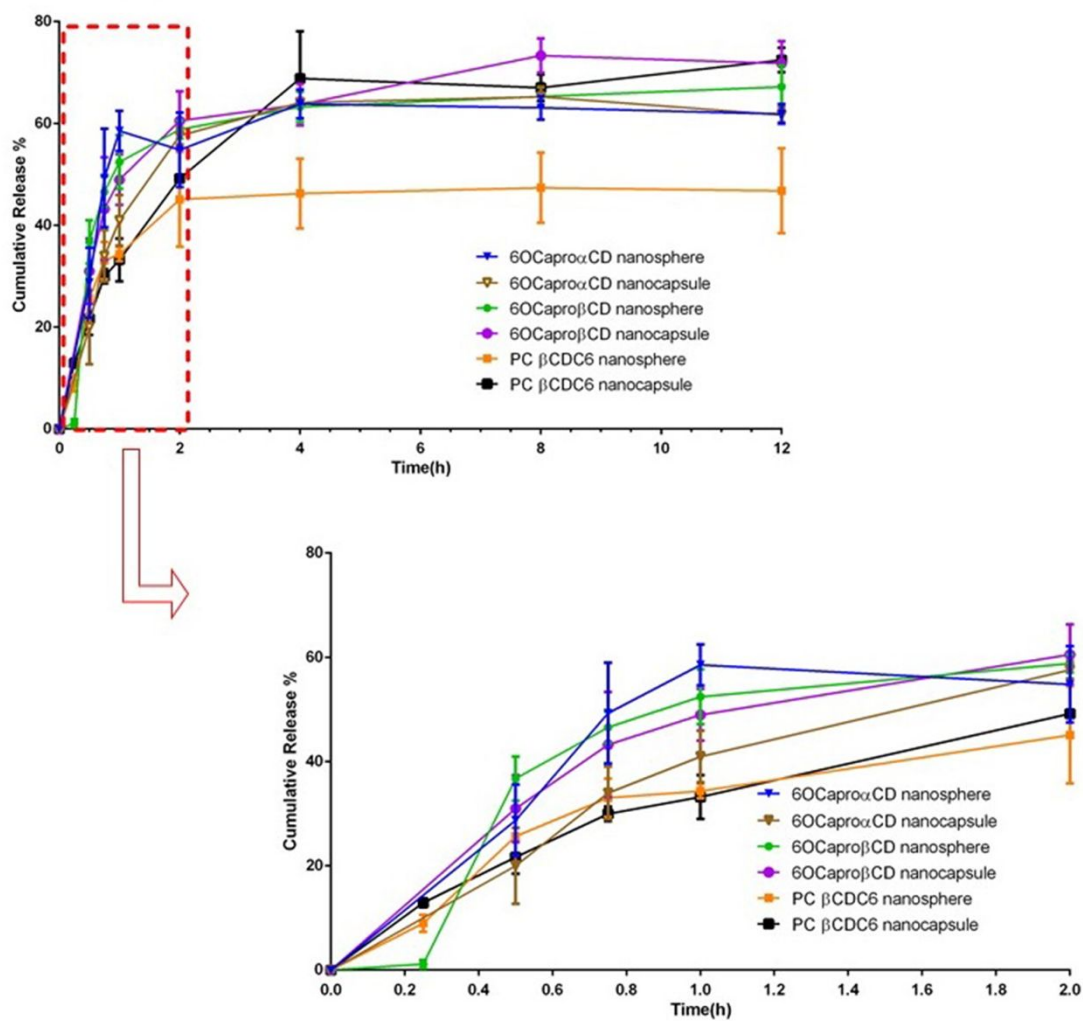 80
60
40
20
0
Cumulative Release %
6OCaproαCD nanosphere
6OCaproαCD nanocapsule
6OCaproβCD nanosphere
6OCaproβCD nanocapsule
PC βCDC6 nanosphere
PC βCDC6 nanocapsule
0 2 4 6 8 10 12
Time(h)
80
60
40
20
0
Cumulative Release %
6OCaproαCD nanosphere
6OCaproαCD nanocapsule
6OCaproβCD nanosphere
6OCaproβCD nanocapsule
PC βCDC6 nanosphere
PC βCDC6 nanocapsule
0.0 0.2 0.4 0.6 0.8 1.0 1.2 1.4 1.6 1.8 2.0
Time(h)